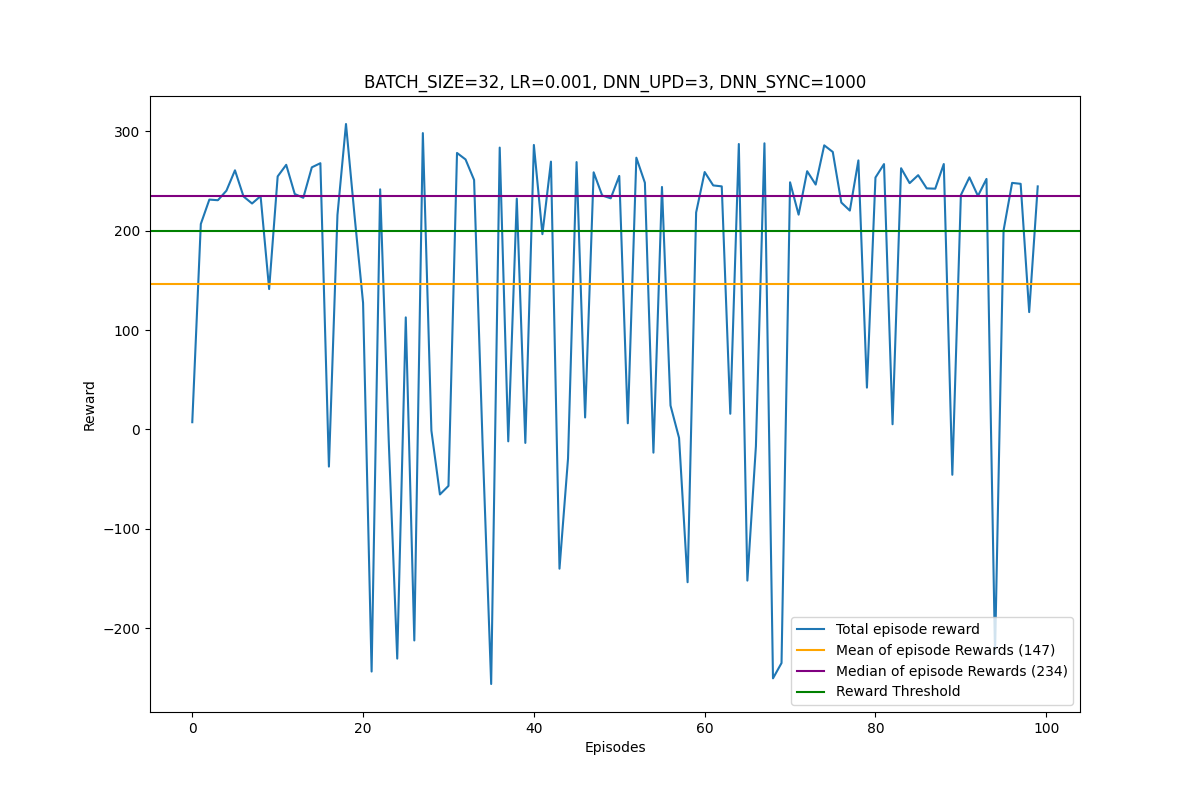 BATCH_SIZE=32, LR=0.001, DNN_UPD=3, DNN_SYNC=1000
300
200
100
0
−100
−200
Reward
0
20
40
60
80
100
Episodes
Total episode reward
Mean of episode Rewards (147)
Median of episode Rewards (234)
Reward Threshold